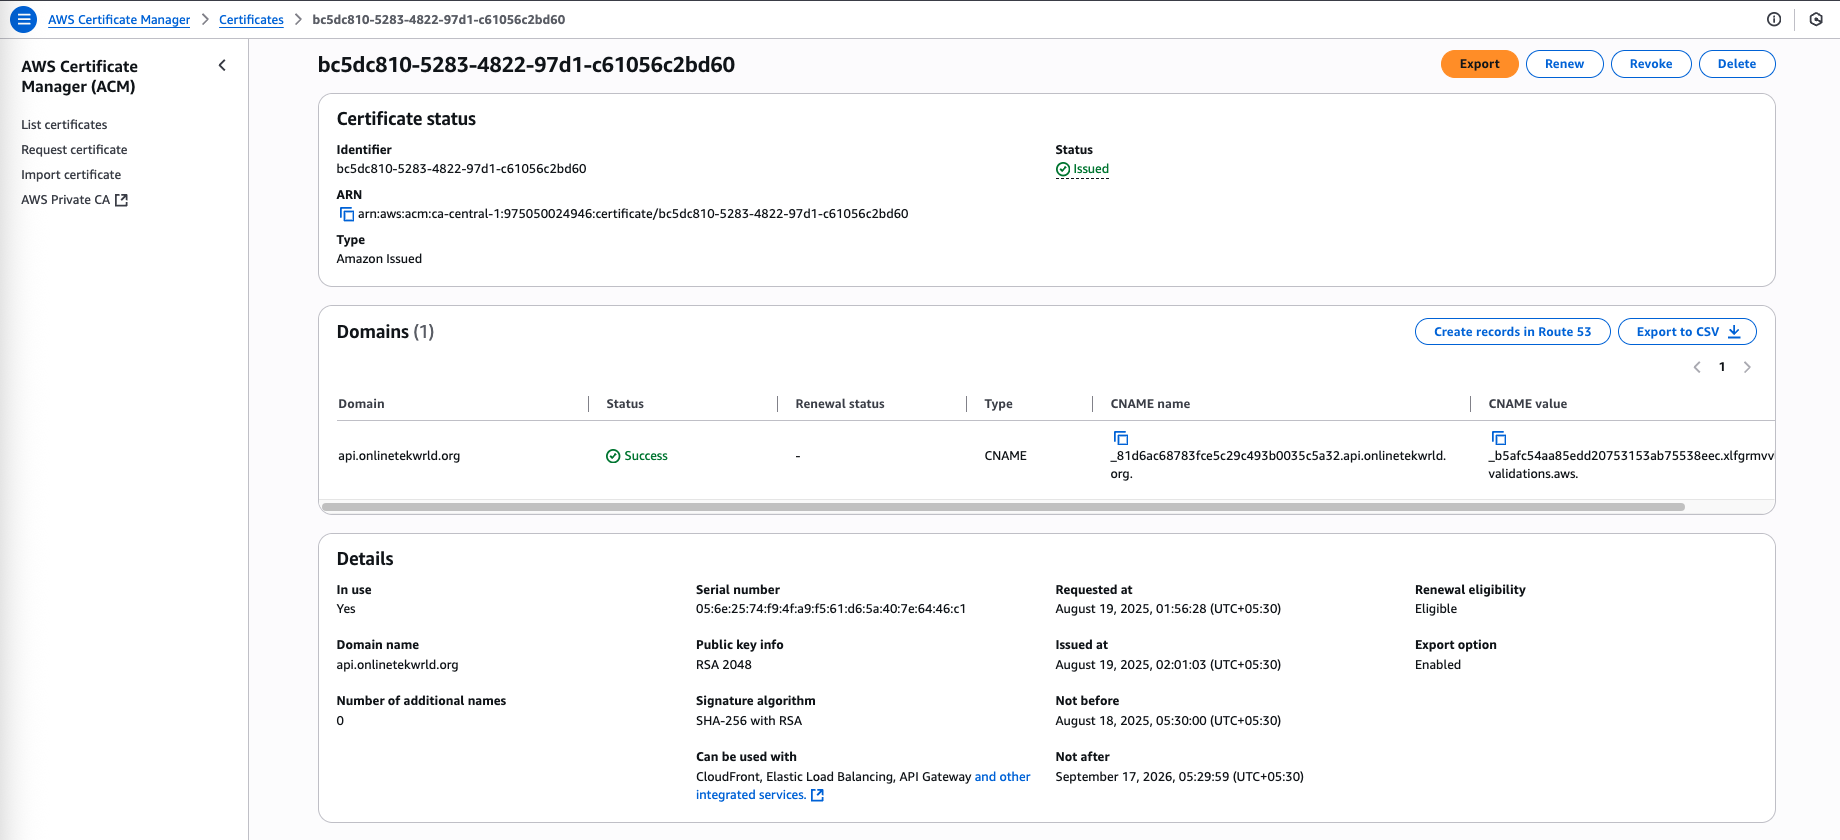 AWS Certificate Manager > Certificates > bc5dc810-5283-4822-97d1-c61056c2bd60
AWS Certificate
Manager (ACM)
List certificates
Request certificate
Import certificate
AWS Private CA
bc5dc810-5283-4822-97d1-c61056c2bd60
Export
Renew
Revoke
Delete
Certificate status
Identifier
bc5dc810-5283-4822-97d1-c61056c2bd60
ARN
arn:aws:acm:ca-central-1:975050024946:certificate/bc5dc810-5283-4822-97d1-c61056c2bd60
Type
Amazon Issued
Status
Issued
Domains (1)
Create records in Route 53
Export to CSV
1
Domain Status Renewal status Type CNAME name CNAME value
api.onlinetekwrld.org
Success
-
CNAME
_81d6ac68783fce5c29c493b0035c5a32.api.onlinetekwrld.
org.
_b5afc54aa85edd20753153ab75538eec.xlfgrmvv
validations.aws.
Details
In use
Yes
Domain name
api.onlinetekwrld.org
Number of additional names
0
Serial number
05:6e:25:74:f9:4f:a9:f5:61:d6:5a:40:7e:64:46:c1
Public key info
RSA 2048
Signature algorithm
SHA-256 with RSA
Can be used with
CloudFront, Elastic Load Balancing, API Gateway and other
integrated services.
Requested at
August 19, 2025, 01:56:28 (UTC+05:30)
Issued at
August 19, 2025, 02:01:03 (UTC+05:30)
Not before
August 18, 2025, 05:30:00 (UTC+05:30)
Not after
September 17, 2026, 05:29:59 (UTC+05:30)
Renewal eligibility
Eligible
Export option
Enabled